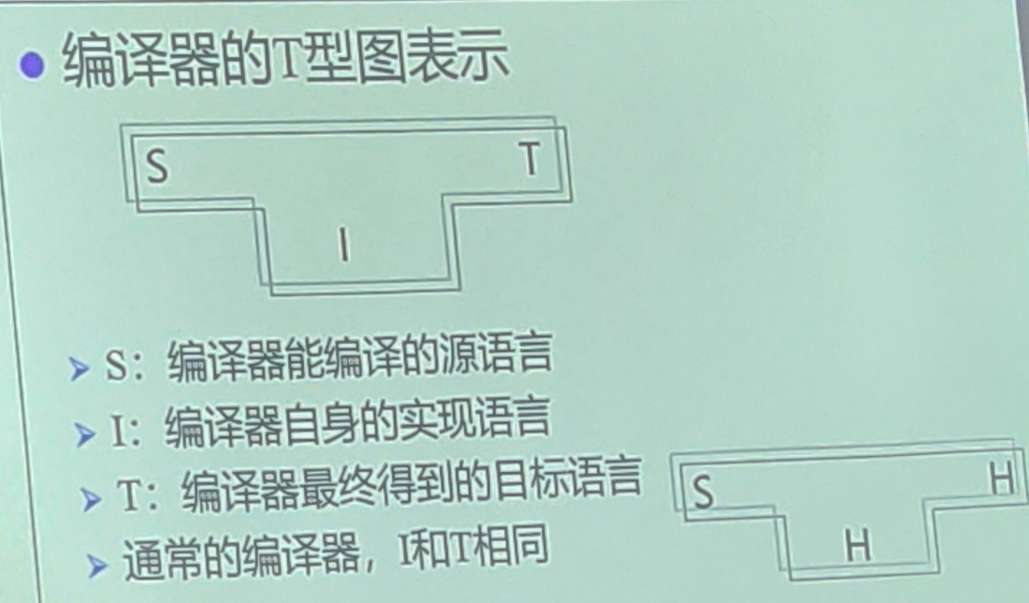 编译器的T型图表示
S T
I
S：编译器能编译的源语言
I：编译器自身的实现语言
T：编译器最终得到的目标语言
通常的编译器，I和T相同
S H
H